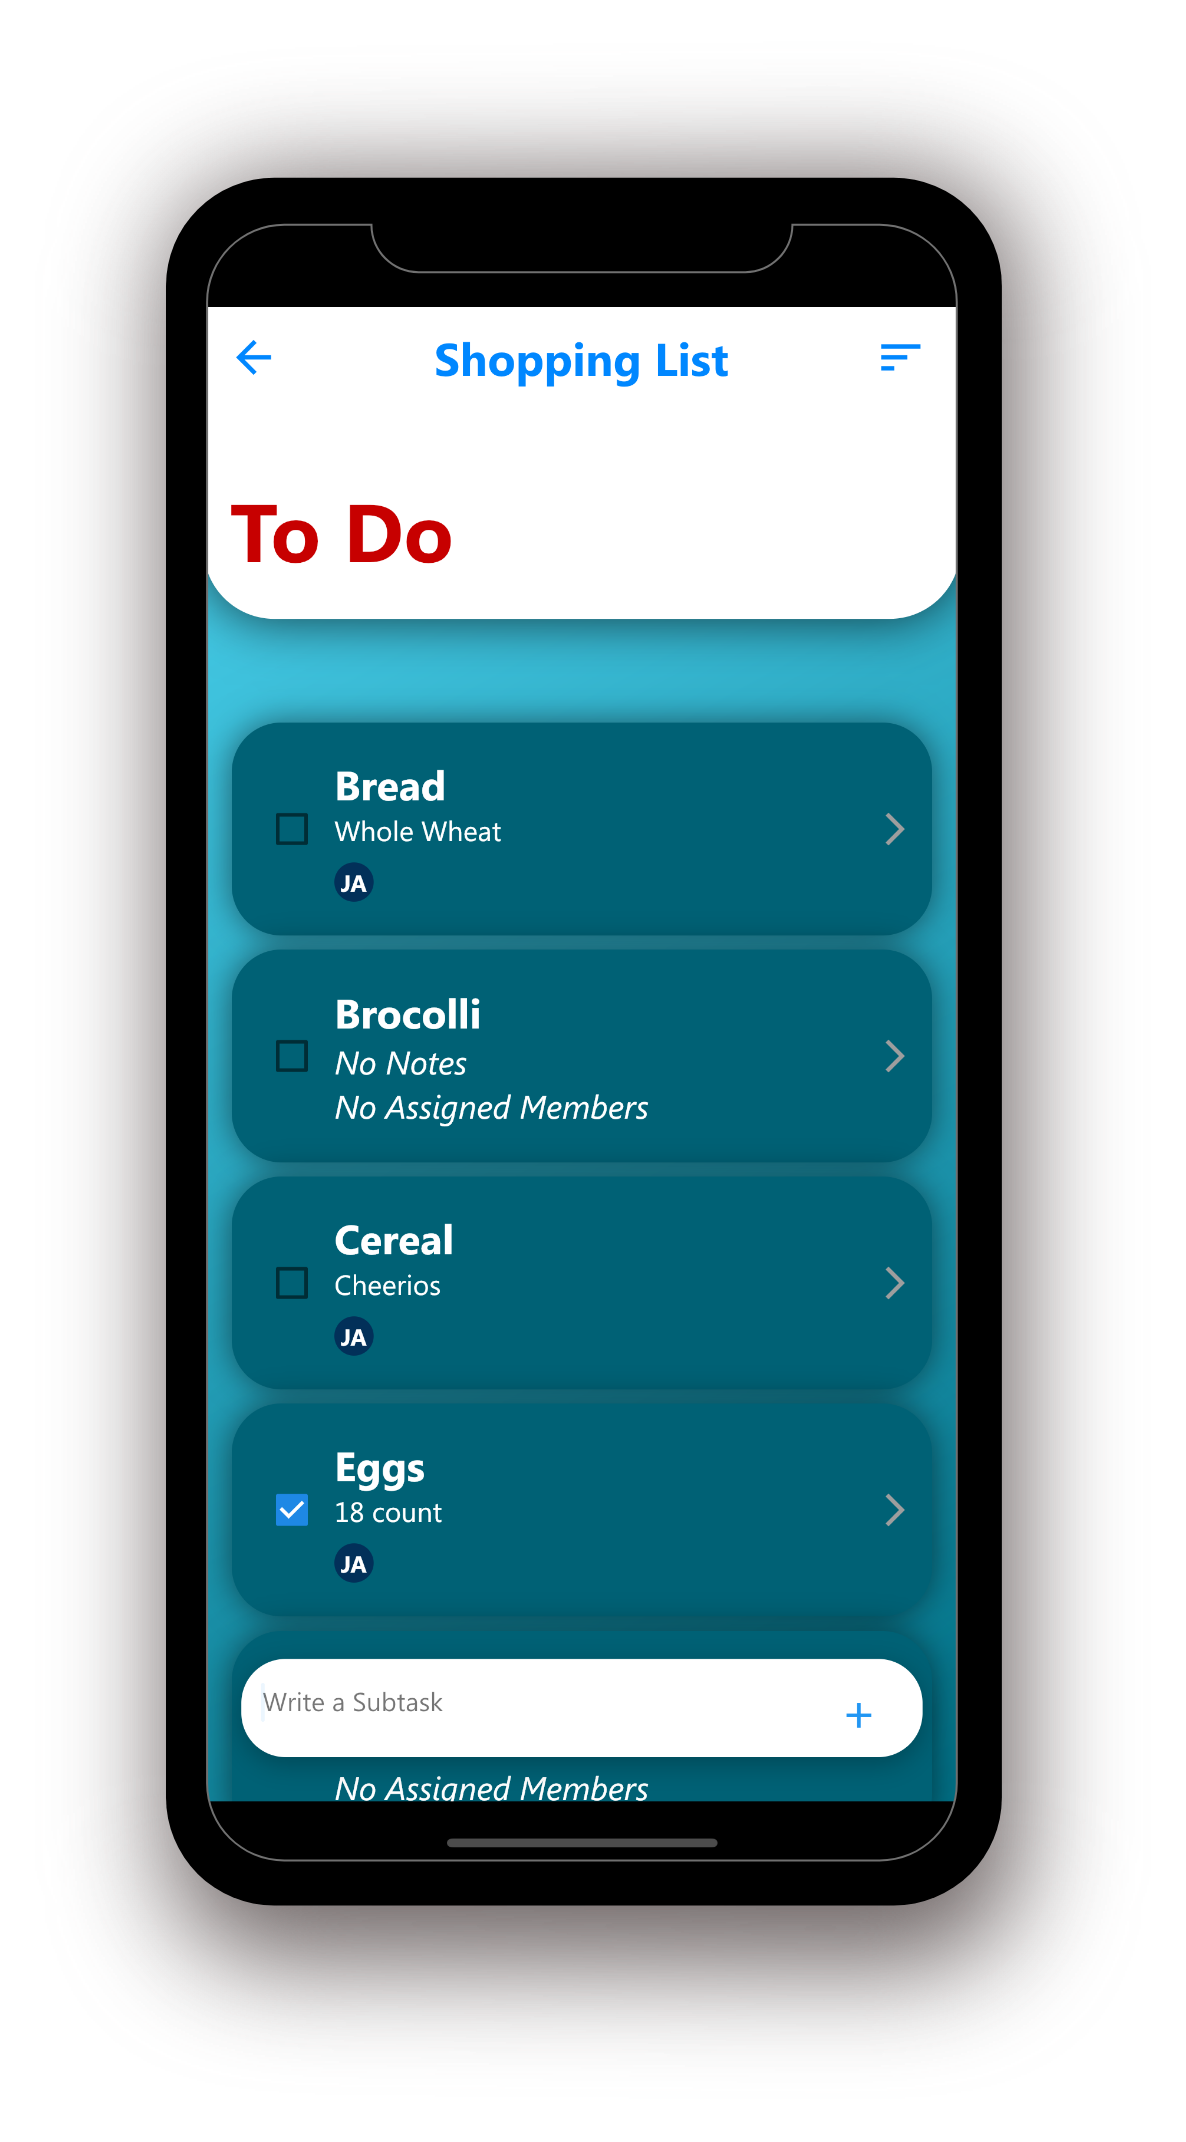 Shopping List
To Do
Bread
Whole Wheat
JA
Brocolli
No Notes
No Assigned Members
Cereal
Cheerios
JA
Eggs
18 count
JA
Write a Subtask
No Assigned Members